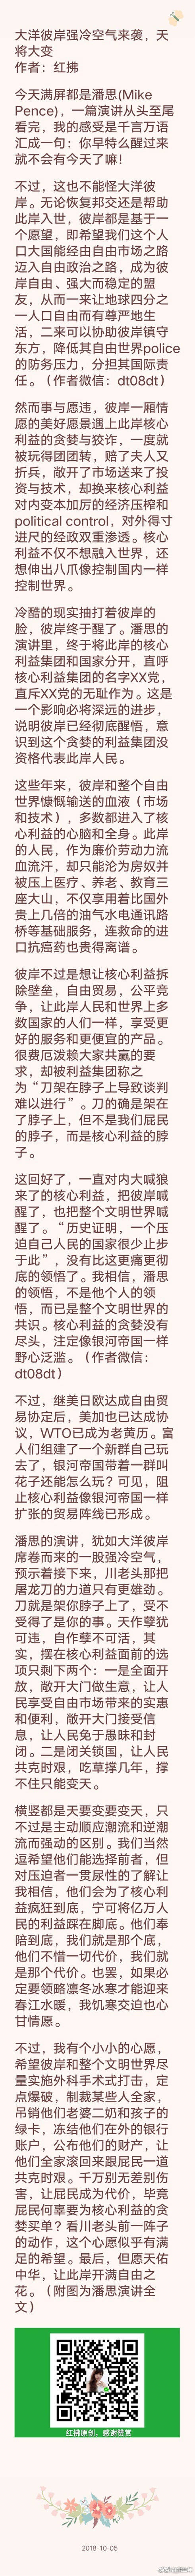 大洋彼岸强冷空气来袭，天
将大变
作者：红拂
今天满屏都是潘思(Mike
Pence)，一篇演讲从头至尾
看完，我的感受是千言万语
汇成一句：你早特么醒过来
就不会有今天了嘛！
不过，这也不能怪大洋彼
岸。无论恢复邦交还是帮助
此岸入世，彼岸都是基于一
个愿望，即希望我们这个人
口大国能经由自由市场之路
迈入自由政治之路，成为彼
岸自由、强大而稳定的盟
友，从而一来让地球四分之
一人口自由而有尊严地生
活，二来可以协助彼岸镇守
东方，降低其自由世界police
的防务压力，分担其国际责
任。（作者微信：dt08dt）
然而事与愿违，彼岸一厢情
愿的美好愿景遇上此岸核心
利益的贪婪与狡诈，一度就
被玩得团团转，赔了夫人又
折兵，敞开了市场送来了投
资与技术，却换来核心利益
对内变本加厉的经济压榨和
political control，对外得寸
进尺的经政双重渗透。核心
利益不仅不想融入世界，还
想伸出八爪像控制国内一样
控制世界。
冷酷的现实抽打着彼岸的
脸，彼岸终于醒了。潘思的
演讲里，终于将此岸的核心
利益集团和国家分开，直呼
核心利益集团的名字XX党，
直斥XX党的无耻作为。这是
一个影响必将深远的进步，
说明彼岸已经彻底醒悟，意
识到这个贪婪的利益集团没
资格代表此岸人民。
这些年来，彼岸和整个自由
世界慷慨输送的血液（市场
和技术），多数都进入了核
心利益的心脑和全身。此岸
的人民，作为廉价劳动力流
血流汗，却只能沦为房奴并
被压上医疗、养老、教育三
座大山，不仅享用着比国外
贵上几倍的油气水电通讯路
桥等基础服务，连救命的进
口抗癌药也贵得离谱。
彼岸不过是想让核心利益拆
除壁垒，自由贸易，公平竞
争，让此岸人民和世界上多
数国家的人们一样，享受更
好的服务和更便宜的产品。
很费厄泼赖大家共赢的要
求，却被利益集团称之
为“刀架在脖子上导致谈判
难以进行”。刀的确是架在
了脖子上，但不是我们屁民
的脖子，而是核心利益的脖
子。
这回好了，一直对内大喊狼
来了的核心利益，把彼岸喊
醒了，也把整个文明世界喊
醒了。“历史证明，一个压
迫自己人民的国家很少止步
于此”，没有比这更痛更彻
底的领悟了。我相信，潘思
的领悟，不是他个人的领
悟，而已是整个文明世界的
共识。核心利益的贪婪没有
尽头，注定像银河帝国一样
野心泛滥。（作者微信：
dt08dt）
不过，继美日欧达成自由贸
易协定后，美加也已达成协
议，WTO已成为老黄历。富
人们组建了一个新群自己玩
去了，银河帝国带着一群叫
花子还能怎么玩？可见，阻
止核心利益像银河帝国一样
扩张的贸易阵线已形成。
潘思的演讲，犹如大洋彼岸
席卷而来的一股强冷空气，
预示着接下来，川老头那把
屠龙刀的力道只有更雄劲。
刀就是架你脖子上了，受不
受得了是你的事。天作孽犹
可违，自作孽不可活，其
实，摆在核心利益面前的选
项只剩下两个：一是全面开
放，敞开大门做生意，让人
民享受自由市场带来的实惠
和便利，敞开大门接受信
息，让人民免于愚昧和封
闭。二是闭关锁国，让人民
共克时艰，吃草撑几年，撑
不住只能变天。
横竖都是天要变要变天，只
不过是主动顺应潮流和逆潮
流而强动的区别。我们当然
逗希望他们能选择前者，但
对压迫者一贯尿性的了解让
我相信，他们会为了核心利
益疯狂到底，宁可将亿万人
民的利益踩在脚底。他们奉
陪到底，我们就是那个底，
他们不惜一切代价，我们就
是那个代价。也罢，如果必
定要领略凛冬冰寒才能迎来
春江水暖，我饥寒交迫也心
甘情愿。
不过，我有个小小的心愿，
希望彼岸和整个文明世界尽
量实施外科手术式打击，定
点爆破，制裁某些人全家，
吊销他们老婆二奶和孩子的
绿卡，冻结他们在外的银行
账户，公布他们的财产，让
他们全家滚回来跟屁民一道
共克时艰。千万别无差别伤
害，让屁民成为代价，毕竟
屁民何辜要为核心利益的贪
婪买单？看川老头前一阵子
的动作，这个心愿似乎有满
足的希望。最后，但愿天佑
中华，让此岸开满自由之
花。（附图为潘思演讲全
文）
红拂原创，感谢赞赏
2018-10-05